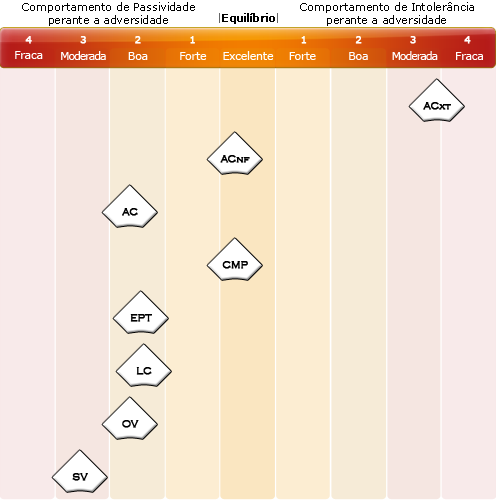 Comportamento de Passividade
perante a adversidade
|Equilíbrio|
Comportamento de Intolerância
perante a adversidade
4 3 2 1 1 2 3 4
Fraca Moderada Boa Forte Excelente Forte Boa Moderada Fraca
ACXT
ACNF
AC
CMP
EPT
LC
OV
SV